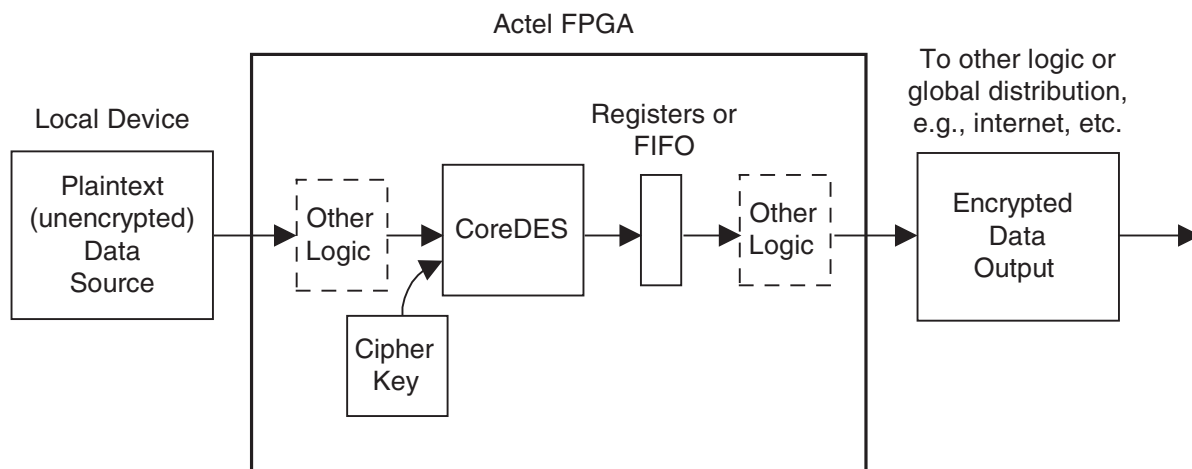 Actel FPGA
Local Device
Plaintext
(unencrypted)
Data
Source
Other
Logic
Cipher
Key
CoreDES
Registers or
FIFO
Other
Logic
To other logic or
global distribution,
e.g., internet, etc.
Encrypted
Data
Output